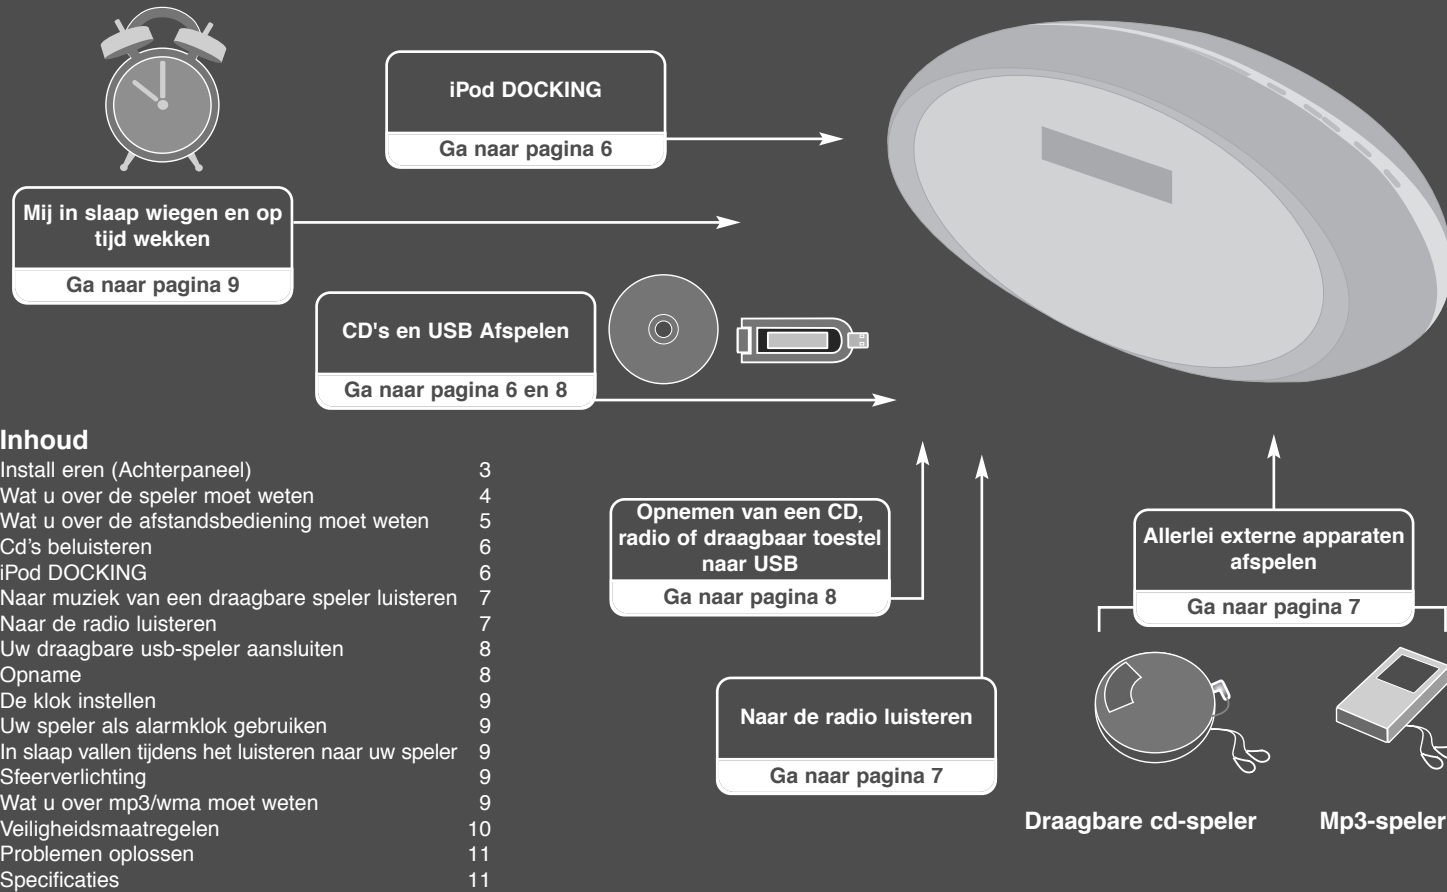 iPod DOCKING
Ga naar pagina 6
Mij in slaap wiegen en op
tijd wekken
Ga naar pagina 9
CD's en USB Afspelen
Ga naar pagina 6 en 8
Inhoud
Install eren (Achterpaneel) 3
Wat u over de speler moet weten 4
Wat u over de afstandsbediening moet weten 5
Cd's beluisteren 6
iPod DOCKING 6
Naar muziek van een draagbare speler luisteren 7
Naar de radio luisteren 7
Uw draagbare usb-speler aansluiten 8
Opname 8
De klok instellen 9
Uw speler als alarmklok gebruiken 9
In slaap vallen tijdens het luisteren naar uw speler 9
Sfeerverlichting 9
Wat u over mp3/wma moet weten 9
Veiligheidsmaatregelen 10
Problemen oplossen 11
Specificaties 11
Opnemen van een CD,
radio of draagbaar toestel
naar USB
Ga naar pagina 8
Naar de radio luisteren
Ga naar pagina 7
Allerlei externe apparaten
afspelen
Ga naar pagina 7
Draagbare cd-speler
Mp3-speler